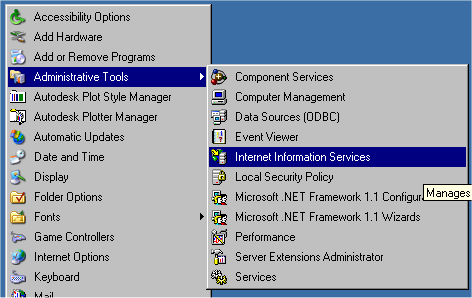 Accessibility Options
Add Hardware
Add or Remove Programs
Administrative Tools
Autodesk Plot Style Manager
Autodesk Plotter Manager
Automatic Updates
Date and Time
Display
Folder Options
Fonts
Game Controllers
Internet Options
Keyboard
Mail
Component Services
Computer Management
Data Sources (ODBC)
Event Viewer
Internet Information Services
Local Security Policy
Microsoft .NET Framework 1.1 Configura
Manages
Microsoft .NET Framework 1.1 Wizards
Performance
Server Extensions Administrator
Services